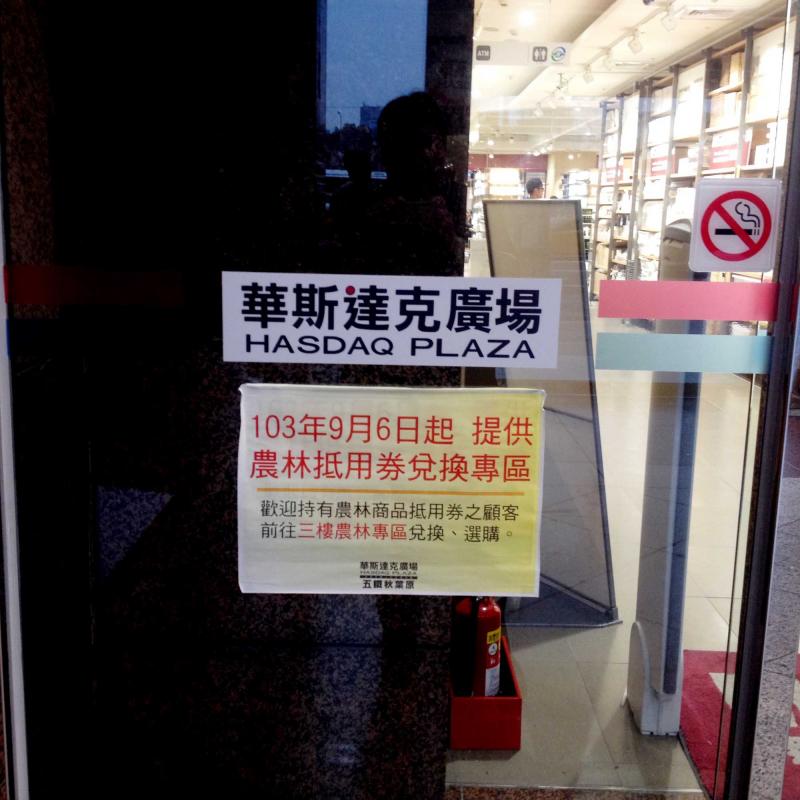 ATM
華斯達克廣場
HASDAQ PLAZA
103年9月6日起 提供
農林抵用券兌換專區
歡迎持有農林商品抵用券之顧客
前往三樓農林專區兌換、選購。
華斯達克廣場
HASDAQ PLAZA
五鐵秋葉原